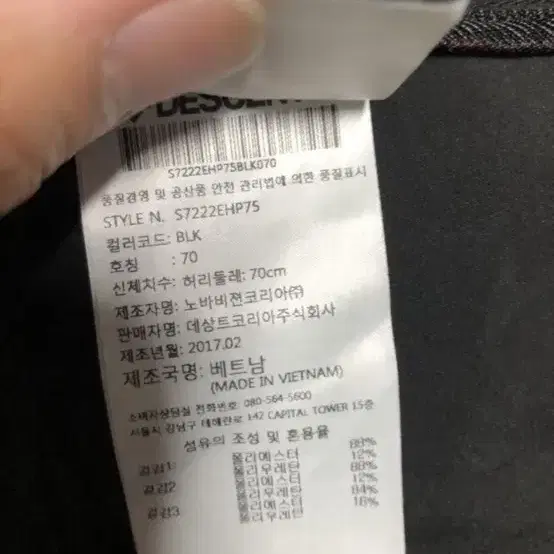 DESCENT
S7222EHP75BLK070
품질경영 및 공산품 안전 관리법에 의한 품질표시
STYLE N. S7222EHP75
컬러코드: BLK
호칭 : 70
신체치수: 허리둘레: 70cm
제조자명: 노바비젼코리아㈜
판매자명: 데상트코리아주식회사
제조년월: 2017.02
제조국명: 베트남
(MADE IN VIETNAM)
소비자상담실 전화번호: 080-564-5600
서울시 강남구 테헤란로 142 CAPITAL TOWER 15층
섬유의 조성 및 혼용율
겉감1: 폴리에스터 88%
폴리우레탄 12%
겉감2 폴리에스터 88%
폴리우레탄 12%
겉감3 폴리에스터 84%
폴리우레탄 16%